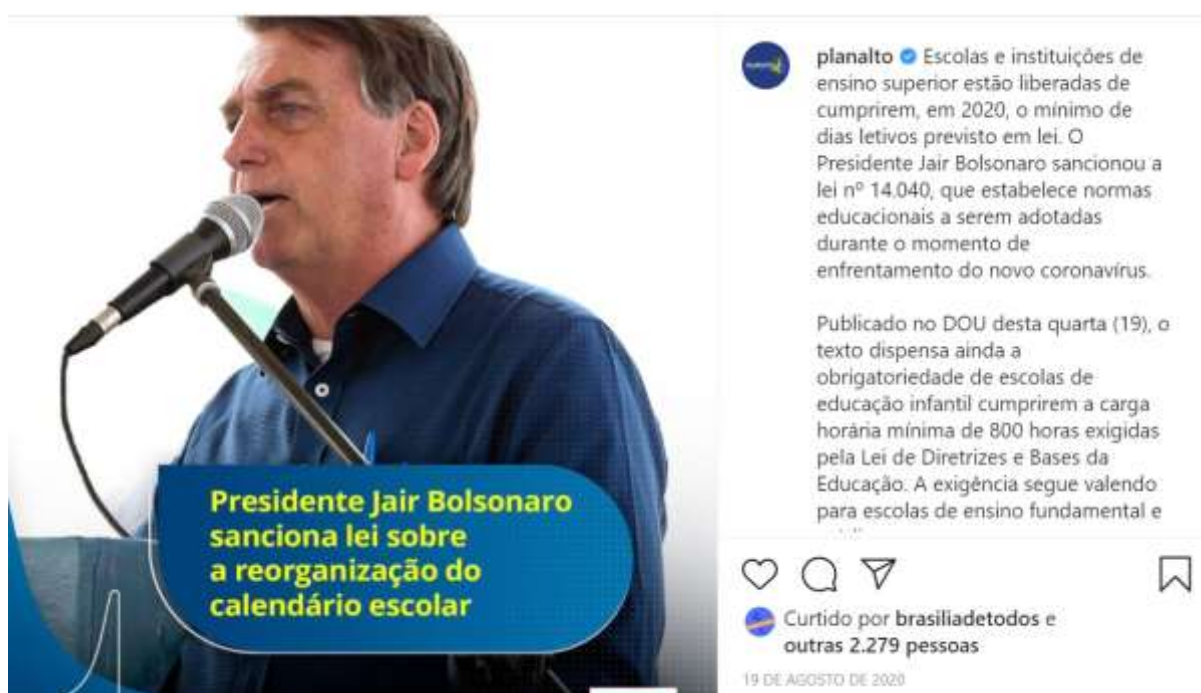 Presidente Jair Bolsonaro
sanciona lei sobre
a reorganização do
calendário escolar
planalto Escolas e instituições de
ensino superior estão liberadas de
cumprirem, em 2020, o mínimo de
dias letivos previsto em lei. O
Presidente Jair Bolsonaro sancionou a
lei nº 14.040, que estabelece normas
educacionais a serem adotadas
durante o momento de
enfrentamento do novo coronavírus.
Publicado no DOU desta quarta (19), o
texto dispensa ainda a
obrigatoriedade de escolas de
educação infantil cumprirem a carga
horária mínima de 800 horas exigidas
pela Lei de Diretrizes e Bases da
Educação. A exigência segue valendo
para escolas de ensino fundamental e
Curtido por brasiliadetodos e
outras 2.279 pessoas
19 DE AGOSTO DE 2020